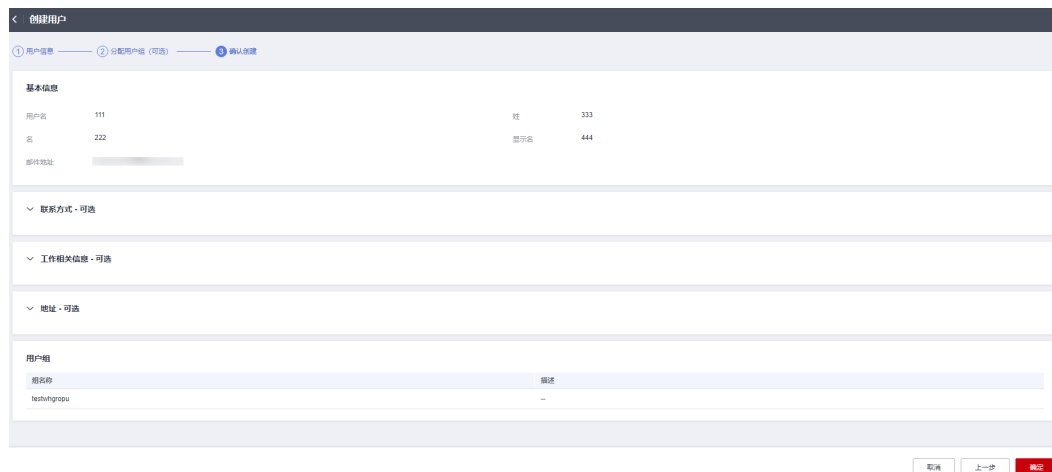 创建用户
1 用户信息 2 分配用户组（可选） 3 确认创建
基本信息
用户名 111 姓 333
名 222 显示名 444
邮件地址
联系方式 - 可选
工作相关信息 - 可选
地址 - 可选
用户组
组名称 描述
testwhgropu --
取消 上一步 确定